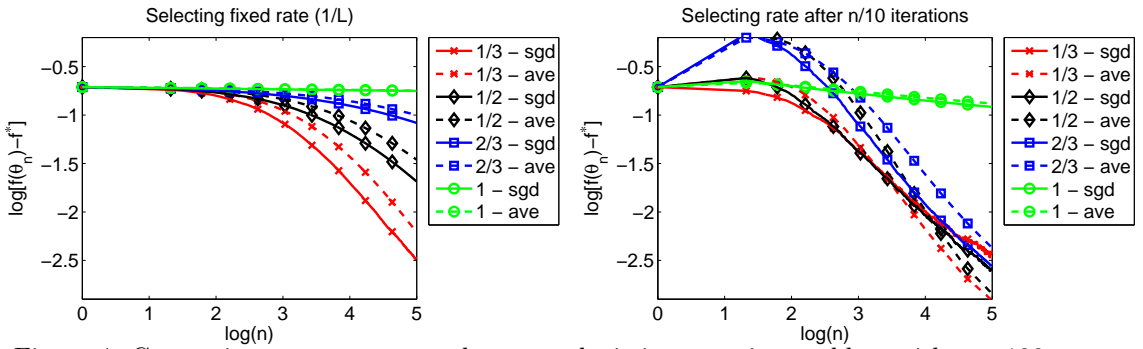 Selecting fixed rate (1/L)
log[f(θn)−f*]
−0.5
−1
−1.5
−2
−2.5
0 1 2 3 4 5
log(n)
1/3 − sgd
1/3 − ave
1/2 − sgd
1/2 − ave
2/3 − sgd
2/3 − ave
1 − sgd
1 − ave
Selecting rate after n/10 iterations
log[f(θn)−f*]
−0.5
−1
−1.5
−2
−2.5
0 1 2 3 4 5
log(n)
1/3 − sgd
1/3 − ave
1/2 − sgd
1/2 − ave
2/3 − sgd
2/3 − ave
1 − sgd
1 − ave